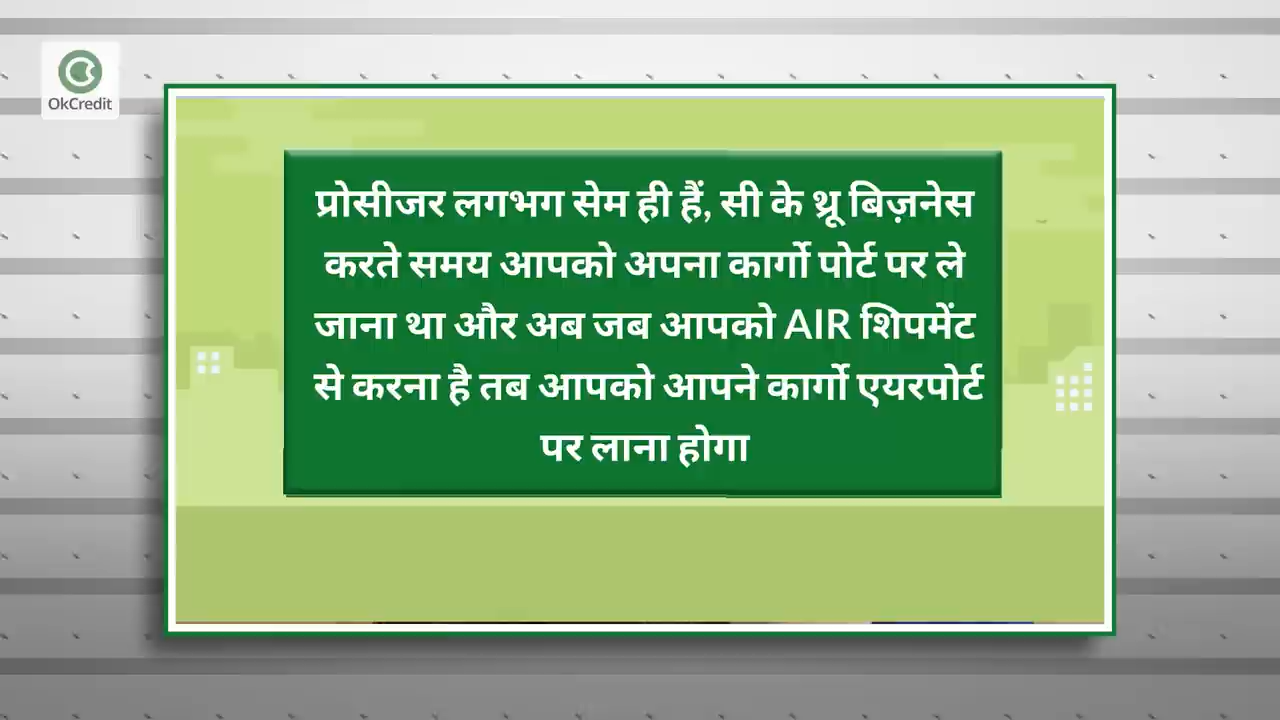 OkCredit
प्रोसीजर लगभग सेम ही हैं, सी के थ्रू बिज़नेस
करते समय आपको अपना कार्गो पोर्ट पर ले
जाना था और अब जब आपको AIR शिपमेंट
से करना है तब आपको आपने कार्गो एयरपोर्ट
पर लाना होगा